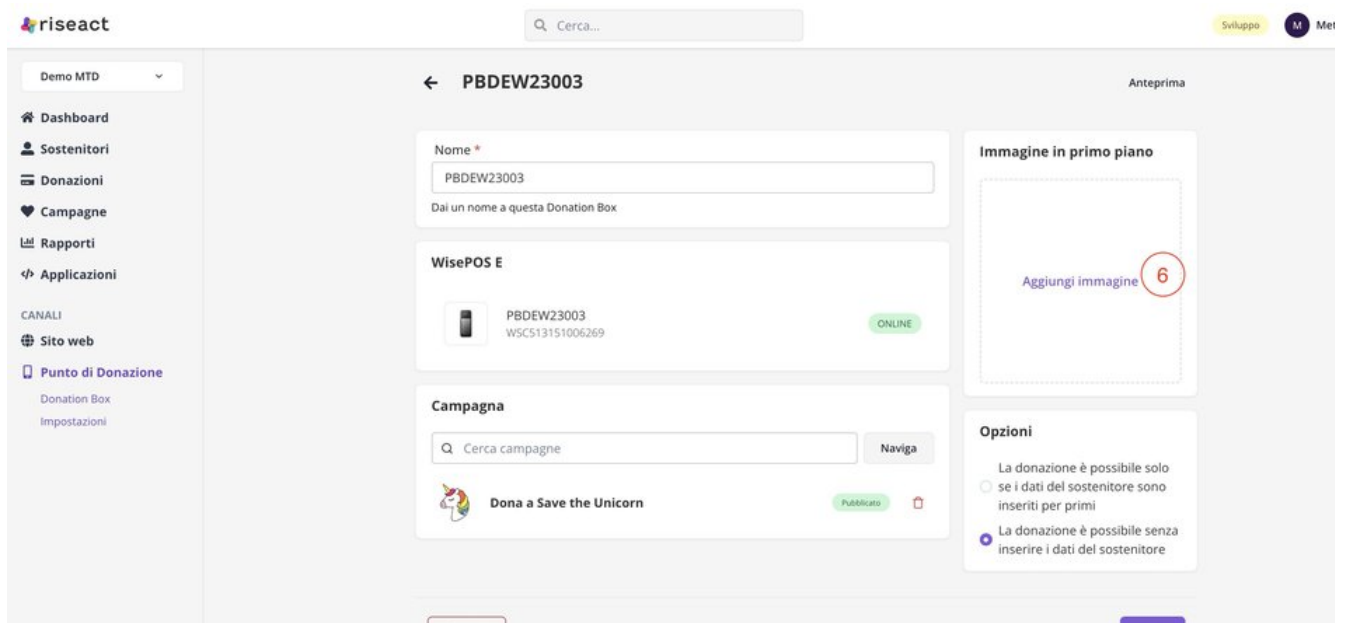 riseact
Cerca...
Sviluppo
M
Met
Demo MTD
Dashboard
Sostenitori
Donazioni
Campagne
Rapporti
Applicazioni
CANALI
Sito web
Punto di Donazione
Donation Box
Impostazioni
PBDEW23003
Anteprima
Nome *
PBDEW23003
Dai un nome a questa Donation Box
WisePOS E
PBDEW23003
WSC513151006269
ONLINE
Campagna
Cerca campagne
Naviga
Dona a Save the Unicorn
Pubblicato
Immagine in primo piano
Aggiungi immagine
6
Opzioni
La donazione è possibile solo
se i dati del sostenitore sono
inseriti per primi
La donazione è possibile senza
inserire i dati del sostenitore